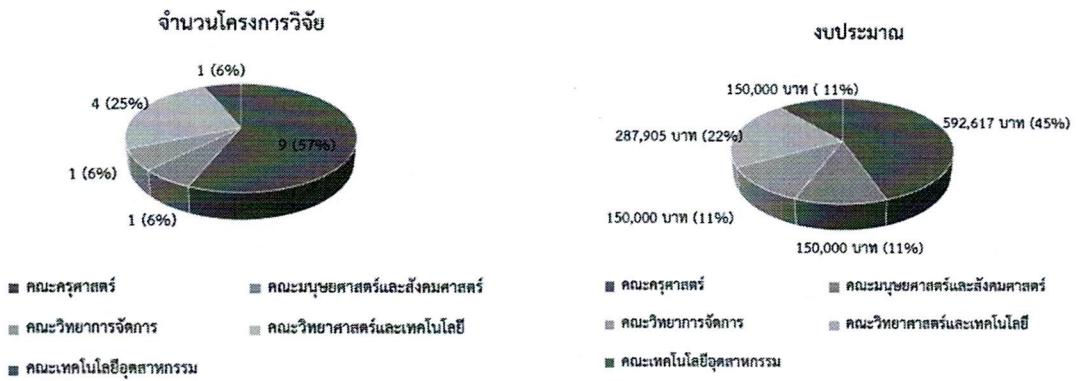 จำนวนโครงการวิจัย
1 (6%)
4 (25%)
9 (57%)
1 (6%)
1 (6%)
คณะครุศาสตร์
คณะมนุษยศาสตร์และสังคมศาสตร์
คณะวิทยาการจัดการ
คณะวิทยาศาสตร์และเทคโนโลยี
คณะเทคโนโลยีอุตสาหกรรม
งบประมาณ
150,000 บาท ( 11%)
592,617 บาท (45%)
287,905 บาท (22%)
150,000 บาท (11%)
150,000 บาท (11%)
คณะครุศาสตร์
คณะมนุษยศาสตร์และสังคมศาสตร์
คณะวิทยาการจัดการ
คณะวิทยาศาสตร์และเทคโนโลยี
คณะเทคโนโลยีอุตสาหกรรม